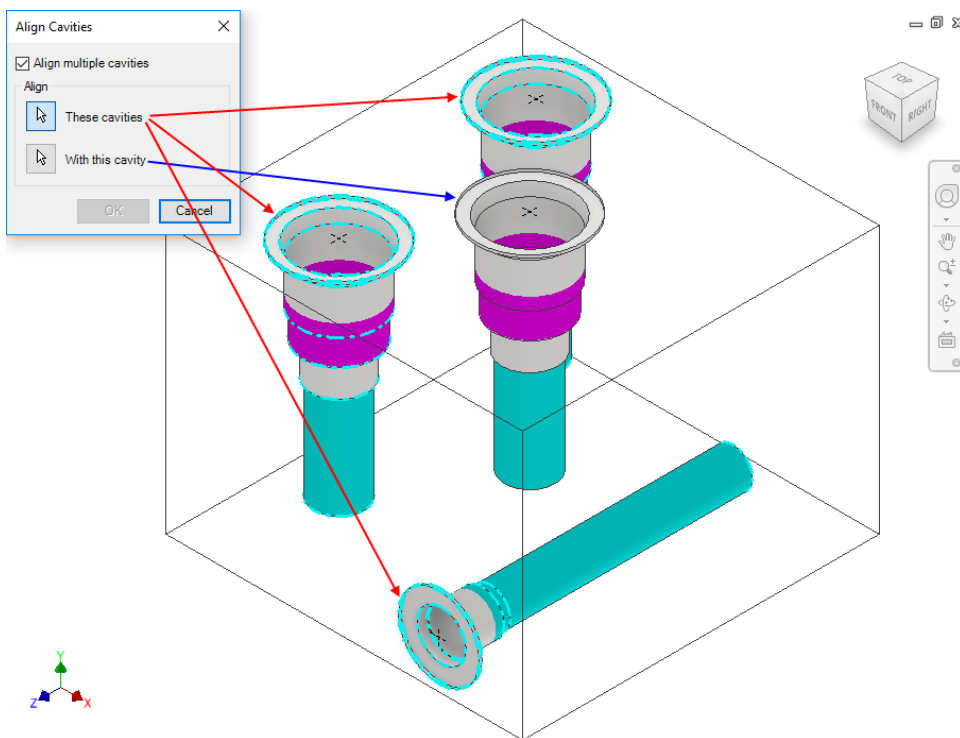 Align Cavities
Align multiple cavities
Align
These cavities
With this cavity
OK
Cancel
TOP
FRONT
RIGHT
Y
Z
X